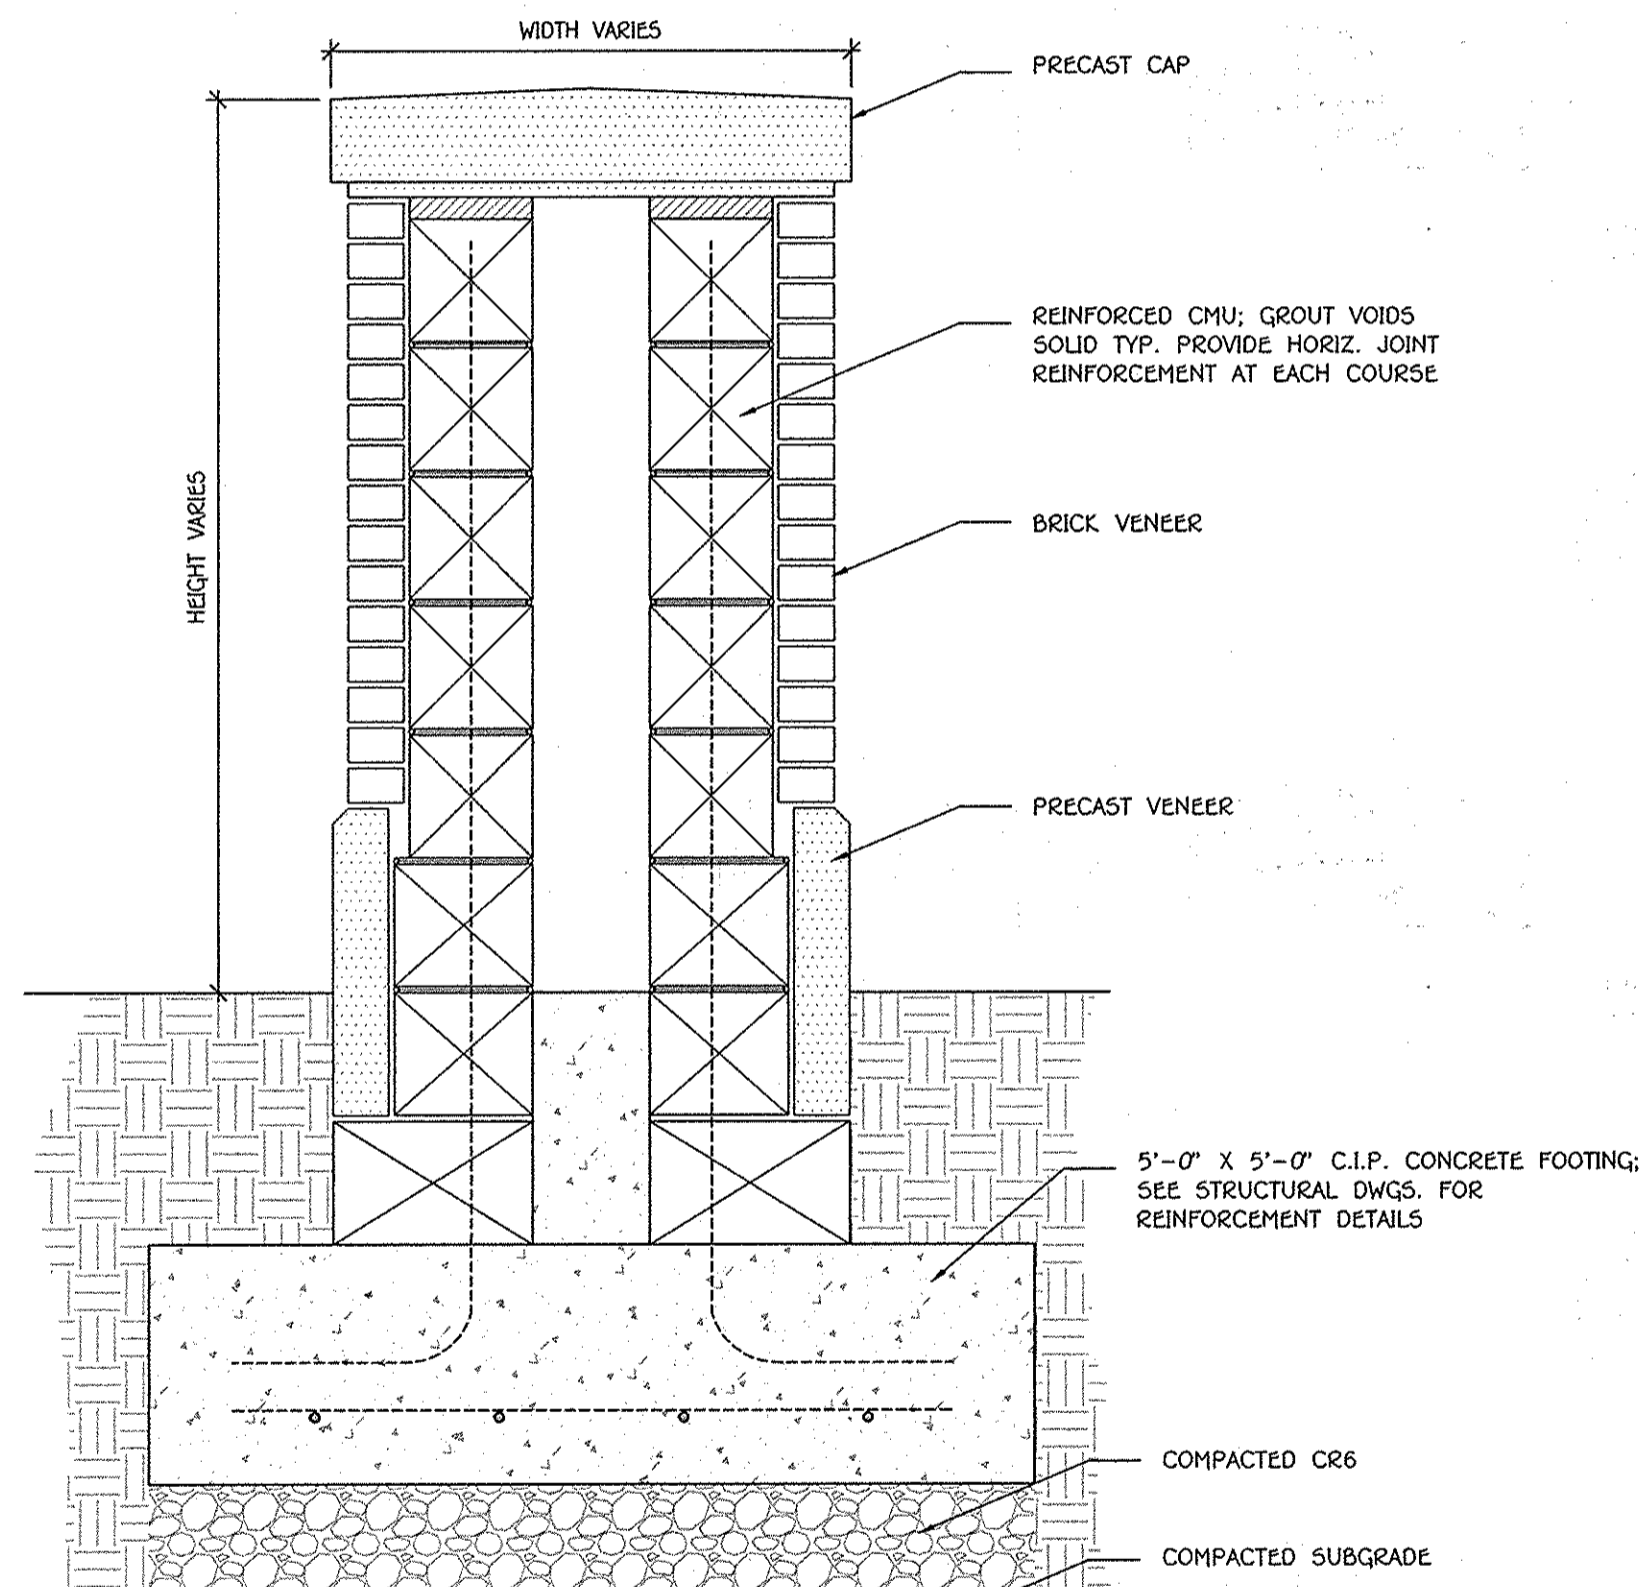 WIDTH VARIES
PRECAST CAP
REINFORCED CMU; GROUT VOIDS
SOLID TYP. PROVIDE HORIZ. JOINT
REINFORCEMENT AT EACH COURSE
HEIGHT VARIES
BRICK VENEER
PRECAST VENEER
5'-0" X 5'-0" C.I.P. CONCRETE FOOTING;
SEE STRUCTURAL DWGS. FOR
REINFORCEMENT DETAILS
COMPACTED CR6
COMPACTED SUBGRADE